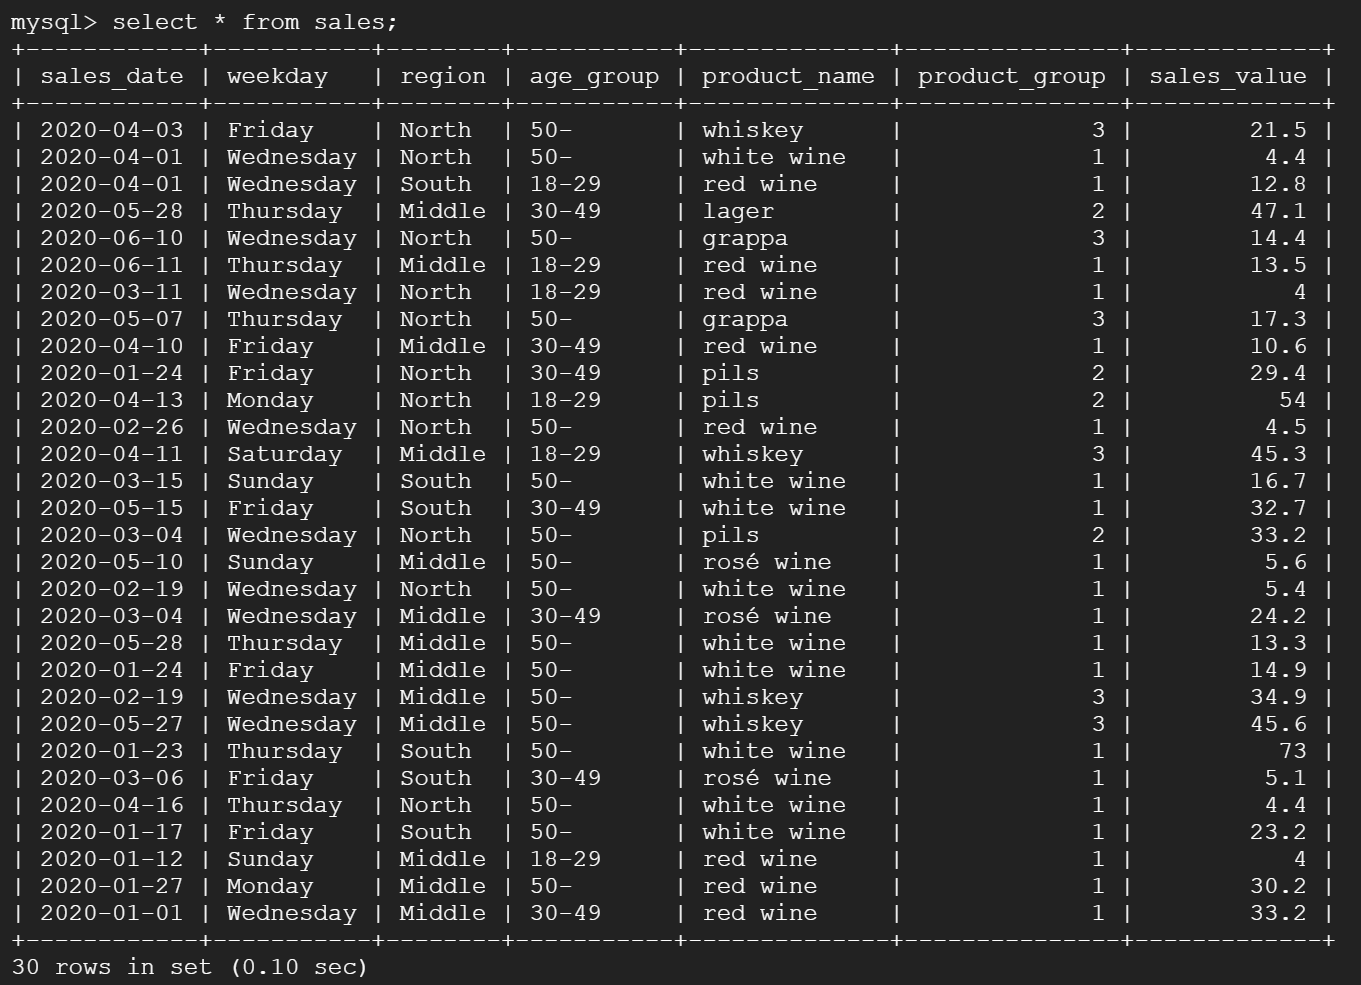 mysql> select * from sales;
+------------+-----------+--------+-----------+--------------+---------------+-------------+
| sales_date | weekday   | region | age_group | product_name | product_group | sales_value |
+------------+-----------+--------+-----------+--------------+---------------+-------------+
| 2020-04-03 | Friday    | North  | 50-       | whiskey      |             3 |        21.5 |
| 2020-04-01 | Wednesday | North  | 50-       | white wine   |             1 |         4.4 |
| 2020-04-01 | Wednesday | South  | 18-29     | red wine     |             1 |        12.8 |
| 2020-05-28 | Thursday  | Middle | 30-49     | lager        |             2 |        47.1 |
| 2020-06-10 | Wednesday | North  | 50-       | grappa       |             3 |        14.4 |
| 2020-06-11 | Thursday  | Middle | 18-29     | red wine     |             1 |        13.5 |
| 2020-03-11 | Wednesday | North  | 18-29     | red wine     |             1 |           4 |
| 2020-05-07 | Thursday  | North  | 50-       | grappa       |             3 |        17.3 |
| 2020-04-10 | Friday    | Middle | 30-49     | red wine     |             1 |        10.6 |
| 2020-01-24 | Friday    | North  | 30-49     | pils         |             2 |        29.4 |
| 2020-04-13 | Monday    | North  | 18-29     | pils         |             2 |          54 |
| 2020-02-26 | Wednesday | North  | 50-       | red wine     |             1 |         4.5 |
| 2020-04-11 | Saturday  | Middle | 18-29     | whiskey      |             3 |        45.3 |
| 2020-03-15 | Sunday    | South  | 50-       | white wine   |             1 |        16.7 |
| 2020-05-15 | Friday    | South  | 30-49     | white wine   |             1 |        32.7 |
| 2020-03-04 | Wednesday | North  | 50-       | pils         |             2 |        33.2 |
| 2020-05-10 | Sunday    | Middle | 50-       | rosé wine    |             1 |         5.6 |
| 2020-02-19 | Wednesday | North  | 50-       | white wine   |             1 |         5.4 |
| 2020-03-04 | Wednesday | Middle | 30-49     | rosé wine    |             1 |        24.2 |
| 2020-05-28 | Thursday  | Middle | 50-       | white wine   |             1 |        13.3 |
| 2020-01-24 | Friday    | Middle | 50-       | white wine   |             1 |        14.9 |
| 2020-02-19 | Wednesday | Middle | 50-       | whiskey      |             3 |        34.9 |
| 2020-05-27 | Wednesday | Middle | 50-       | whiskey      |             3 |        45.6 |
| 2020-01-23 | Thursday  | South  | 50-       | white wine   |             1 |          73 |
| 2020-03-06 | Friday    | South  | 30-49     | rosé wine    |             1 |         5.1 |
| 2020-04-16 | Thursday  | North  | 50-       | white wine   |             1 |         4.4 |
| 2020-01-17 | Friday    | South  | 50-       | white wine   |             1 |        23.2 |
| 2020-01-12 | Sunday    | Middle | 18-29     | red wine     |             1 |           4 |
| 2020-01-27 | Monday    | Middle | 50-       | red wine     |             1 |        30.2 |
| 2020-01-01 | Wednesday | Middle | 30-49     | red wine     |             1 |        33.2 |
+------------+-----------+--------+-----------+--------------+---------------+-------------+
30 rows in set (0.10 sec)